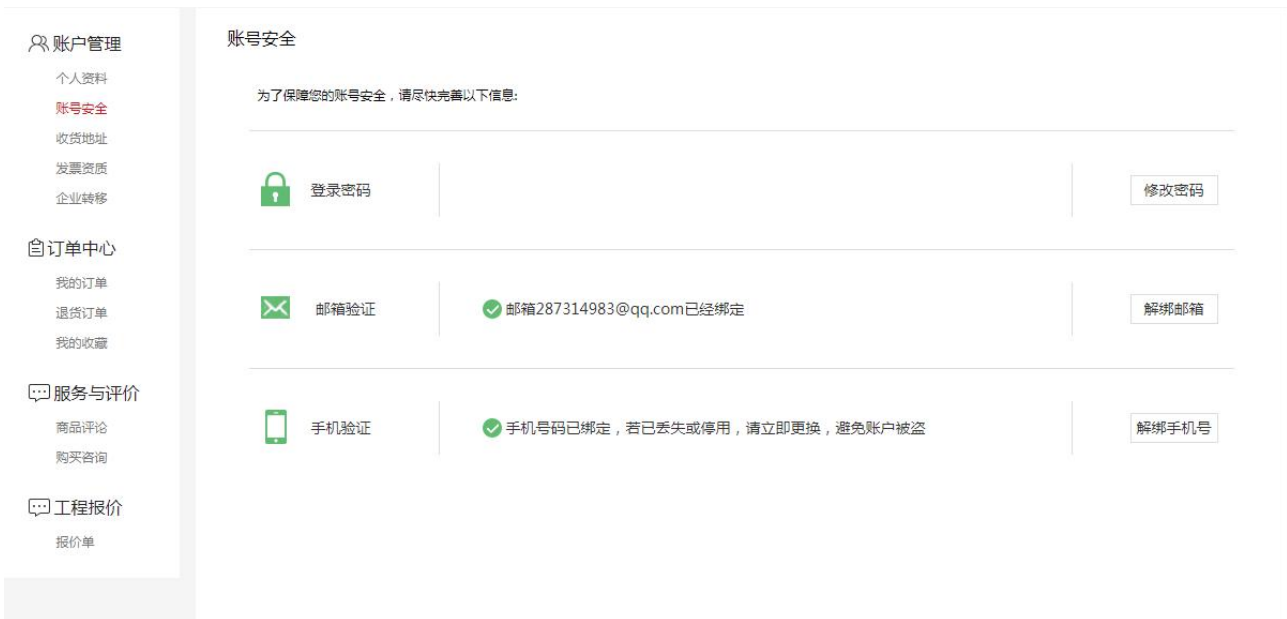 账户管理
个人资料
账号安全
收货地址
发票资质
企业转移
订单中心
我的订单
退货订单
我的收藏
服务与评价
商品评论
购买咨询
工程报价
报价单
账号安全
为了保障您的账号安全，请尽快完善以下信息:
登录密码
修改密码
邮箱验证
邮箱287314983@qq.com已经绑定
解绑邮箱
手机验证
手机号码已绑定，若已丢失或停用，请立即更换，避免账户被盗
解绑手机号